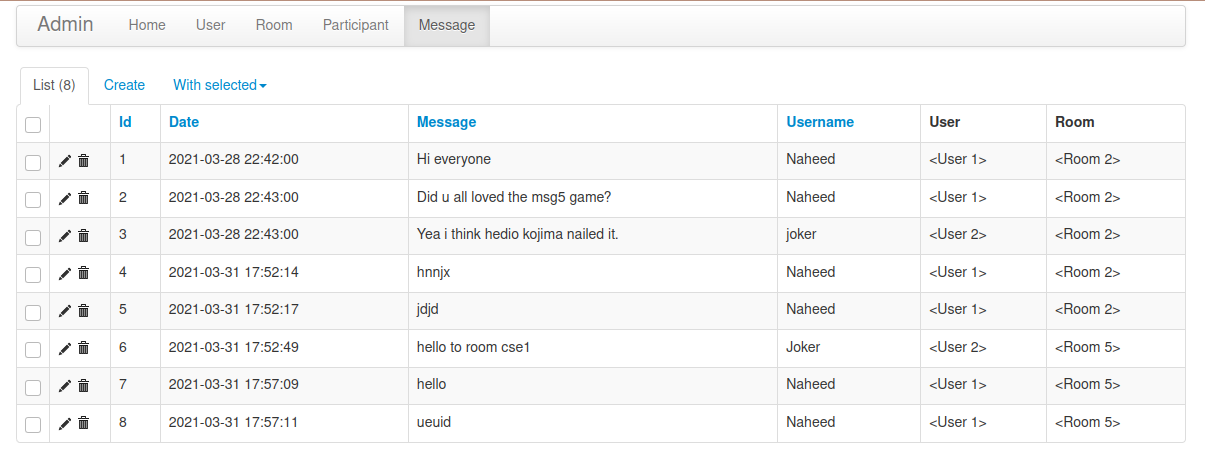 Admin Home User Room Participant Message
List (8) Create With selected
Id Date Message Username User Room
1 2021-03-28 22:42:00 Hi everyone Naheed <User 1> <Room 2>
2 2021-03-28 22:43:00 Did u all loved the msg5 game? Naheed <User 1> <Room 2>
3 2021-03-28 22:43:00 Yea i think hedio kojima nailed it. joker <User 2> <Room 2>
4 2021-03-31 17:52:14 hnnjx Naheed <User 1> <Room 2>
5 2021-03-31 17:52:17 jdjd Naheed <User 1> <Room 2>
6 2021-03-31 17:52:49 hello to room cse1 Joker <User 2> <Room 5>
7 2021-03-31 17:57:09 hello Naheed <User 1> <Room 5>
8 2021-03-31 17:57:11 ueuid Naheed <User 1> <Room 5>